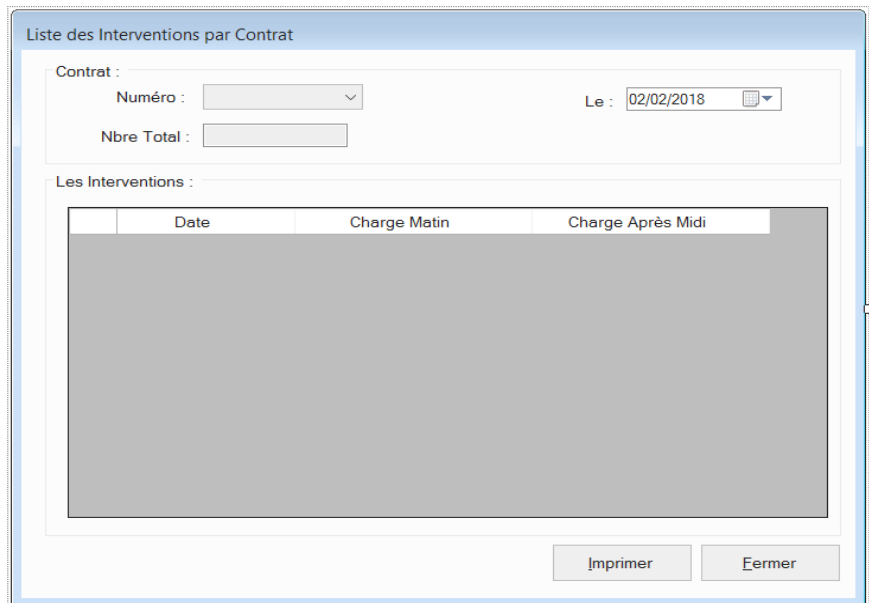 Liste des Interventions par Contrat
Contrat :
Numéro :
Le : 02/02/2018
Nbre Total :
Les Interventions :
Date Charge Matin Charge Après Midi
Imprimer Fermer